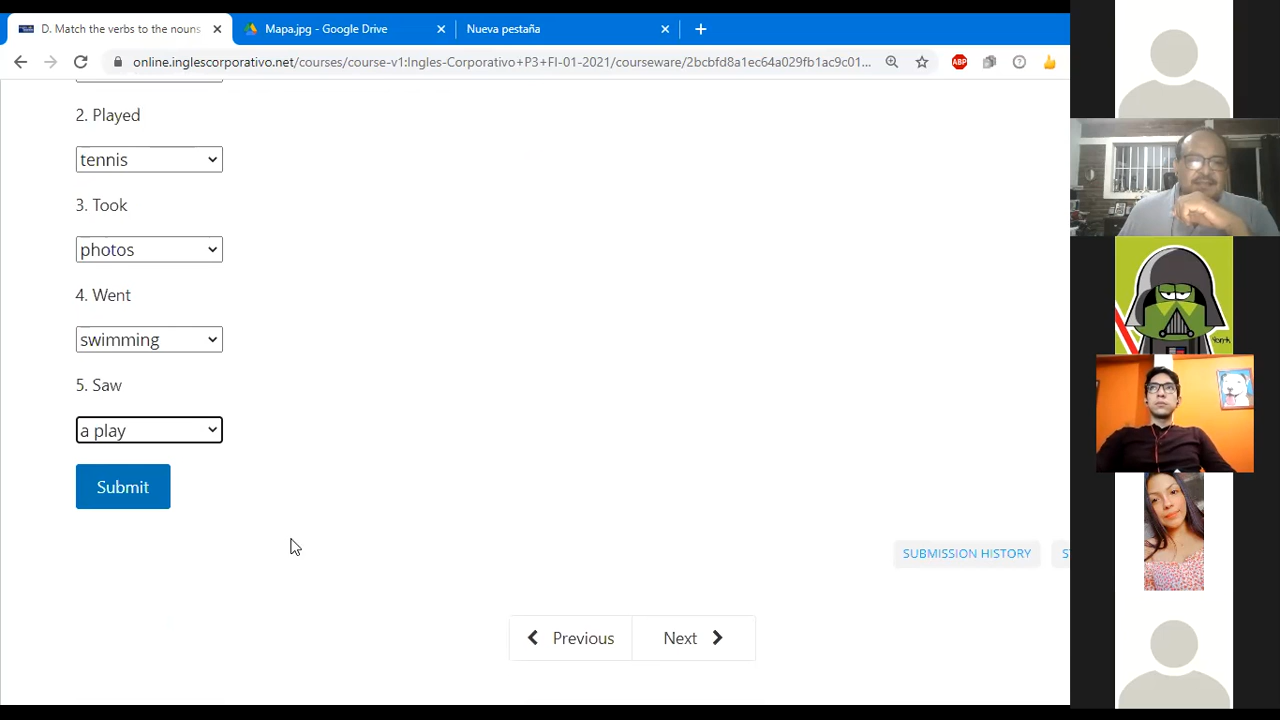 D. Match the verbs to the nouns
Mapa.jpg - Google Drive
Nueva pestaña
online.inglescorporativo.net/courses/course-v1:Ingles-Corporativo+P3+FI-01-2021/courseware/2bcbfd8a1ec64a029fb1ac9c01...
ABP
2. Played
tennis
3. Took
photos
4. Went
swimming
5. Saw
a play
Submit
SUBMISSION HISTORY
S
Previous
Next